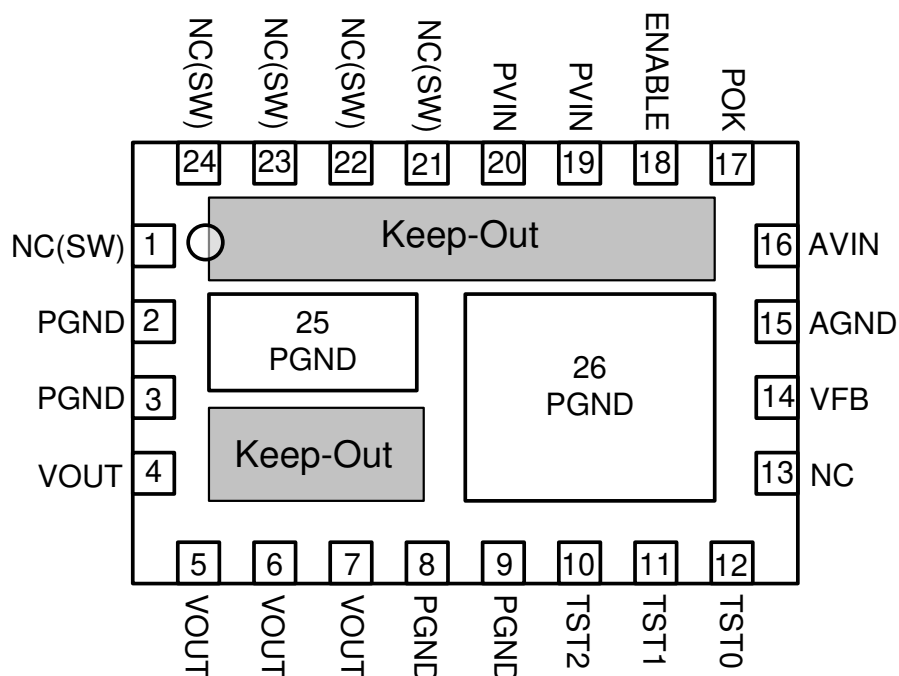 NC(SW)
NC(SW)
NC(SW)
NC(SW)
PVIN
PVIN
ENABLE
POK
24
23
22
21
20
19
18
17
Keep-Out
NC(SW)
1
16
AVIN
PGND
2
25
PGND
15
AGND
26
PGND
PGND
3
14
VFB
Keep-Out
VOUT
4
13
NC
5
6
7
8
9
10
11
12
VOUT
VOUT
VOUT
PGND
PGND
TST2
TST1
TST0